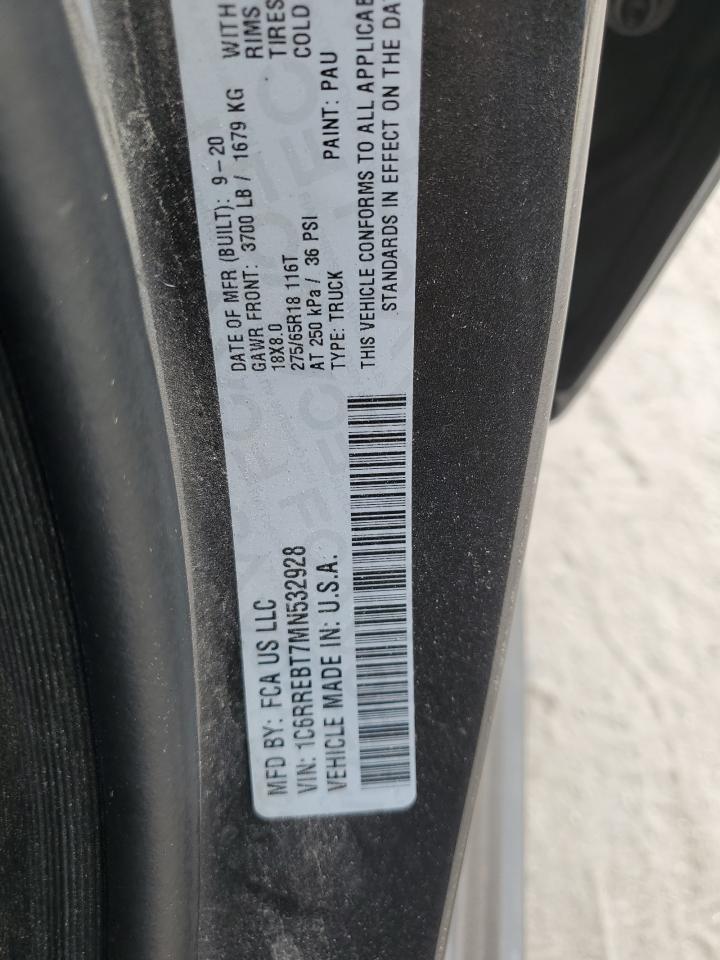 MFD BY: FCA US LLC
DATE OF MFR (BUILT): 9-20
GAWR FRONT: 3700 LB / 1679 KG WITH
18X8.0 RIMS
275/65R18 116T TIRES
AT 250 kPa / 36 PSI COLD
VIN: 1C6RREBT7MN532928
TYPE: TRUCK PAINT: PAU
VEHICLE MADE IN: U.S.A.
THIS VEHICLE CONFORMS TO ALL
STANDARDS IN EFFECT ON THE